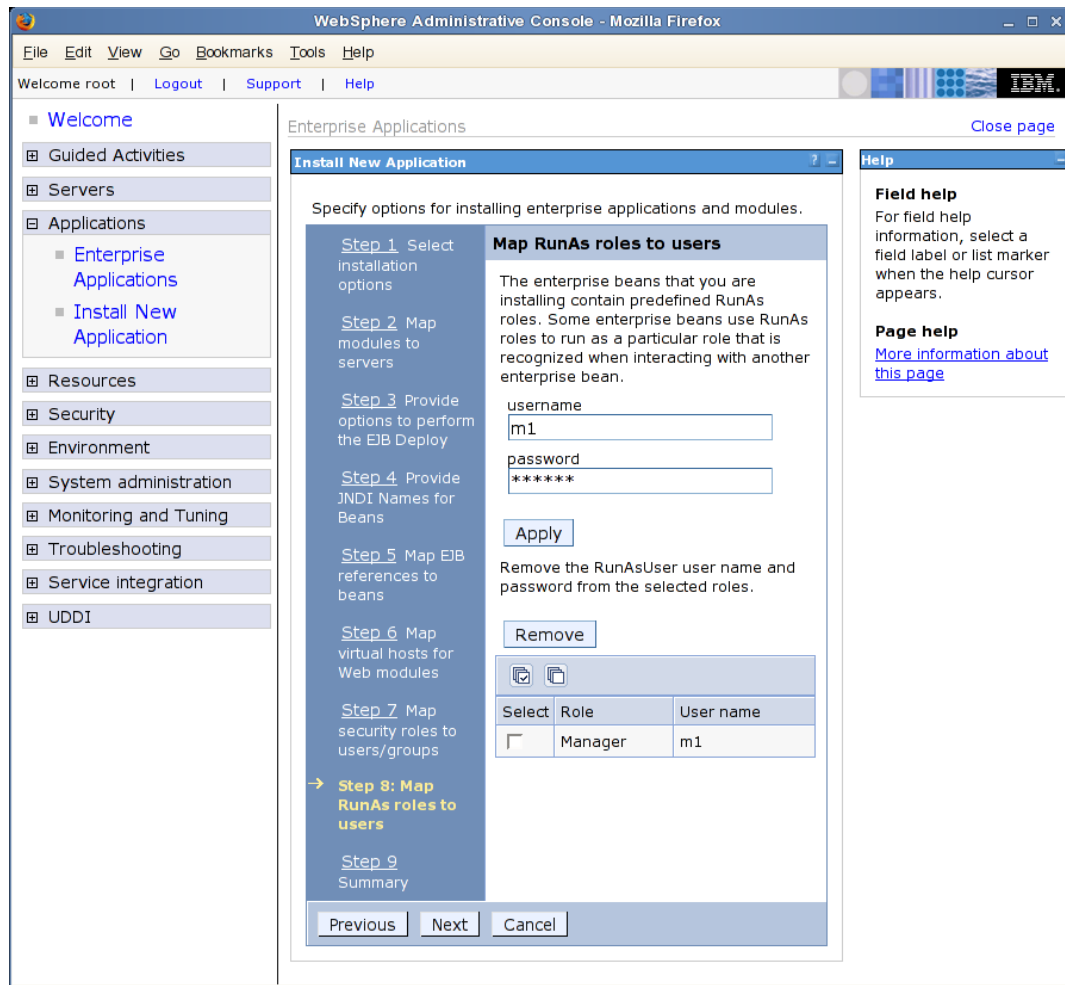 WebSphere Administrative Console - Mozilla Firefox
File Edit View Go Bookmarks Tools Help
Welcome root | Logout | Support | Help
IBM.
Welcome
Guided Activities
Servers
Applications
Enterprise
Applications
Install New
Application
Resources
Security
Environment
System administration
Monitoring and Tuning
Troubleshooting
Service integration
UDDI
Enterprise Applications
Close page
Install New Application
? –
Specify options for installing enterprise applications and modules.
Step 1 Select
installation
options
Step 2 Map
modules to
servers
Step 3 Provide
options to perform
the EJB Deploy
Step 4 Provide
JNDI Names for
Beans
Step 5 Map EJB
references to
beans
Step 6 Map
virtual hosts for
Web modules
Step 7 Map
security roles to
users/groups
Step 8: Map
RunAs roles to
users
Step 9
Summary
Map RunAs roles to users
The enterprise beans that you are
installing contain predefined RunAs
roles. Some enterprise beans use RunAs
roles to run as a particular role that is
recognized when interacting with another
enterprise bean.
username
m1
password
******
Apply
Remove the RunAsUser user name and
password from the selected roles.
Remove
Select Role User name
Manager m1
Previous Next Cancel
Help
Field help
For field help
information, select a
field label or list marker
when the help cursor
appears.
Page help
More information about
this page